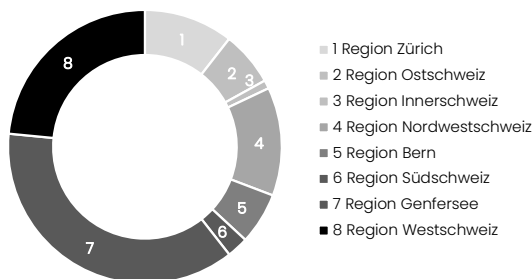 1
2
3
4
5
6
7
8
1 Region Zürich
2 Region Ostschweiz
3 Region Innerschweiz
4 Region Nordwestschweiz
5 Region Bern
6 Region Südschweiz
7 Region Genfersee
8 Region Westschweiz